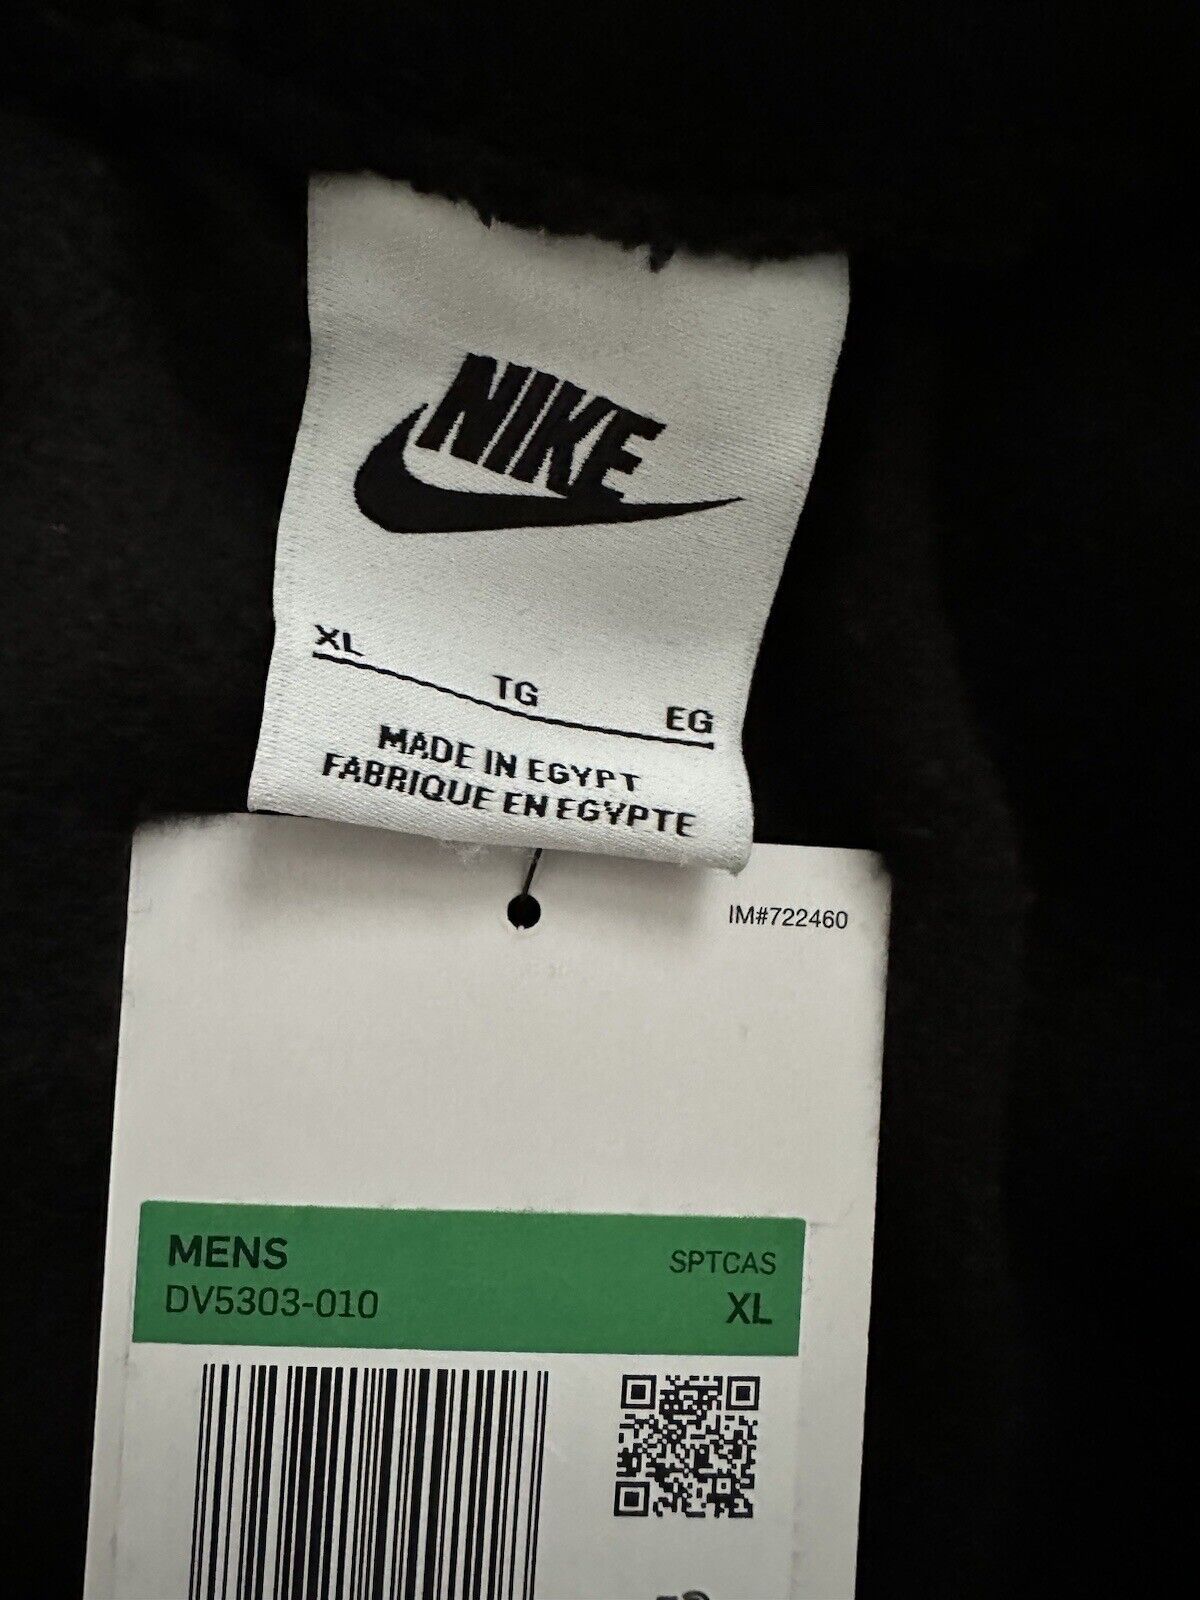 NIKE
XL TG EG
MADE IN EGYPT
FABRIQUE EN EGYPTE
IM#722460
MENS SPTCAS
DV5303-010 XL